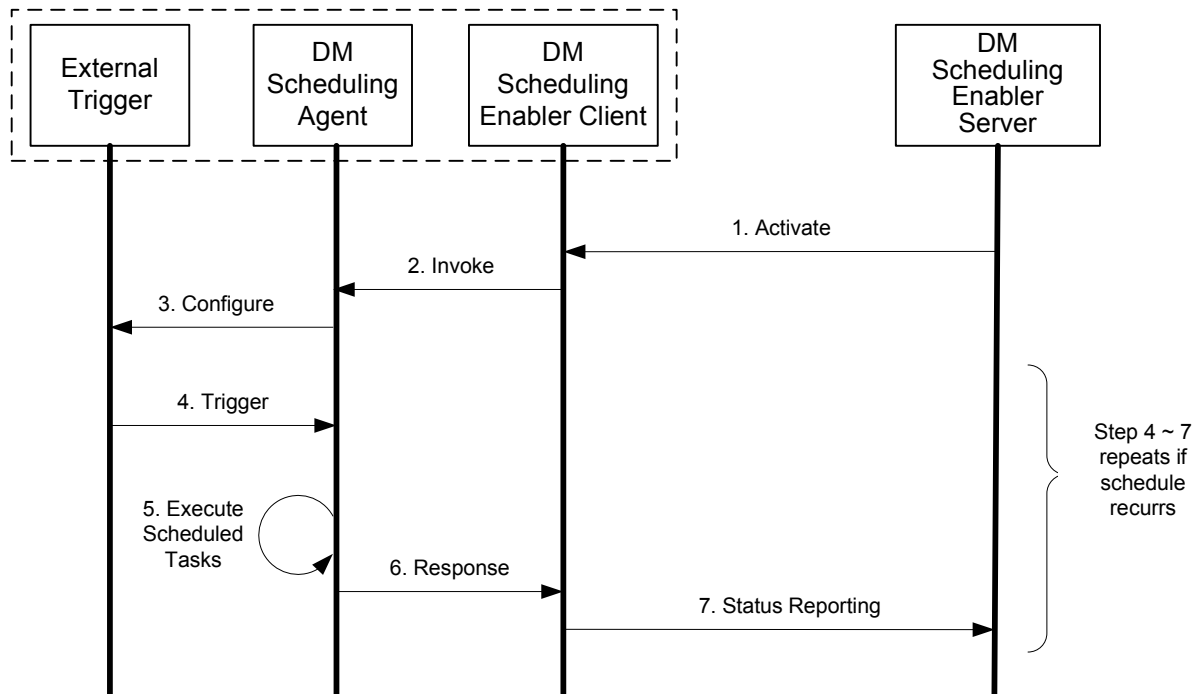 External
Trigger
DM
Scheduling
Agent
DM
Scheduling
Enabler Client
DM
Scheduling
Enabler
Server
1. Activate
2. Invoke
3. Configure
4. Trigger
5. Execute
Scheduled
Tasks
6. Response
7. Status Reporting
Step 4 ~ 7
repeats if
schedule
recurrs